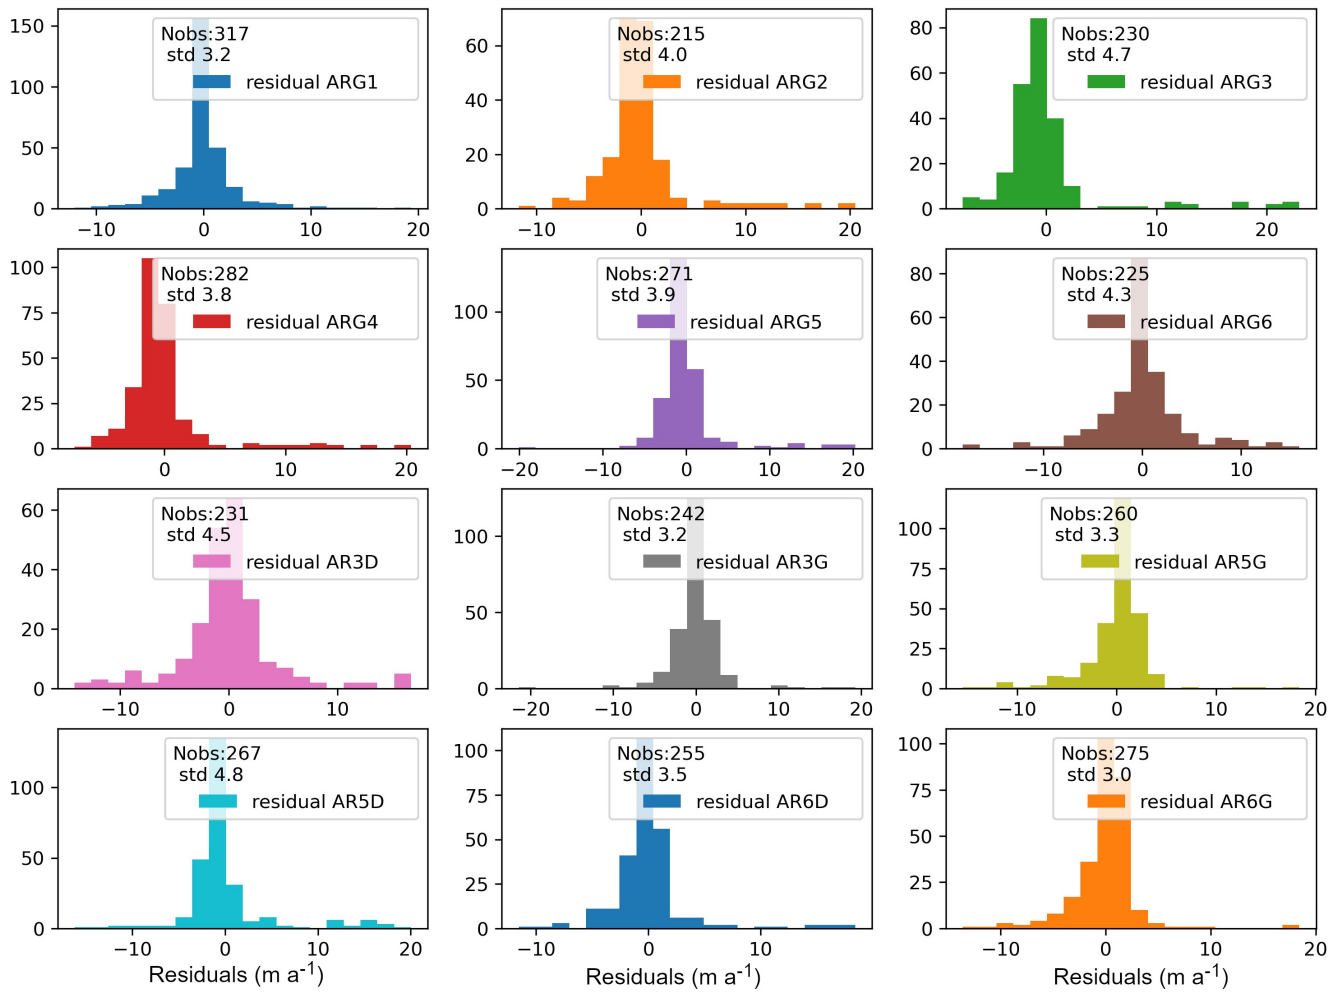 150
100
50
0
−10
0
10
20
Nobs:317
std 3.2
residual ARG1
60
40
20
0
−10
0
10
20
Nobs:215
std 4.0
residual ARG2
80
60
40
20
0
0
10
20
Nobs:230
std 4.7
residual ARG3
100
75
50
25
0
0
10
20
Nobs:282
std 3.8
residual ARG4
100
50
0
−20
−10
0
10
20
Nobs:271
std 3.9
residual ARG5
80
60
40
20
0
−10
0
10
Nobs:225
std 4.3
residual ARG6
60
40
20
0
−10
0
10
Nobs:231
std 4.5
residual AR3D
100
50
0
−20
−10
0
10
20
Nobs:242
std 3.2
residual AR3G
100
75
50
25
0
−10
0
10
20
Nobs:260
std 3.3
residual AR5G
100
50
0
−10
0
10
20
Nobs:267
std 4.8
residual AR5D
Residuals (m a⁻¹)
100
75
50
25
0
−10
0
10
Nobs:255
std 3.5
residual AR6D
Residuals (m a⁻¹)
100
75
50
25
0
−10
0
10
20
Nobs:275
std 3.0
residual AR6G
Residuals (m a⁻¹)